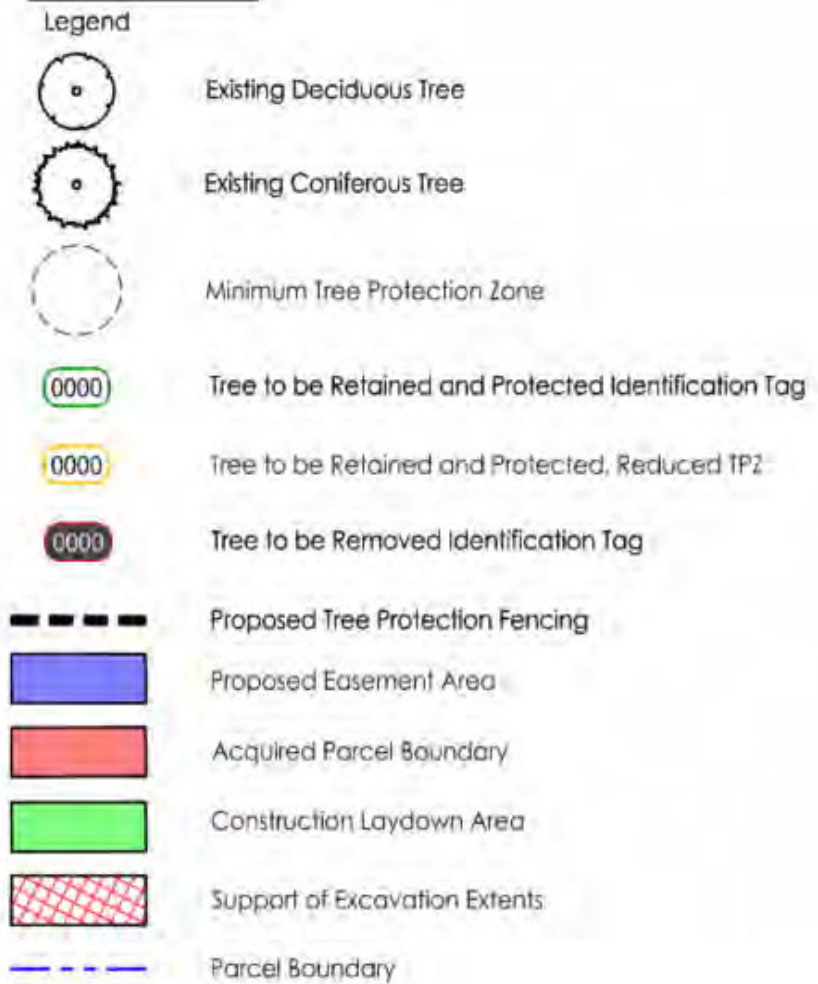 Legend
Existing Deciduous Tree
Existing Coniferous Tree
Minimum Tree Protection Zone
0000 Tree to be Retained and Protected Identification Tag
0000 Tree to be Retained and Protected, Reduced TPZ
0000 Tree to be Removed Identification Tag
Proposed Tree Protection Fencing
Proposed Easement Area
Acquired Parcel Boundary
Construction Laydown Area
Support of Excavation Extents
Parcel Boundary